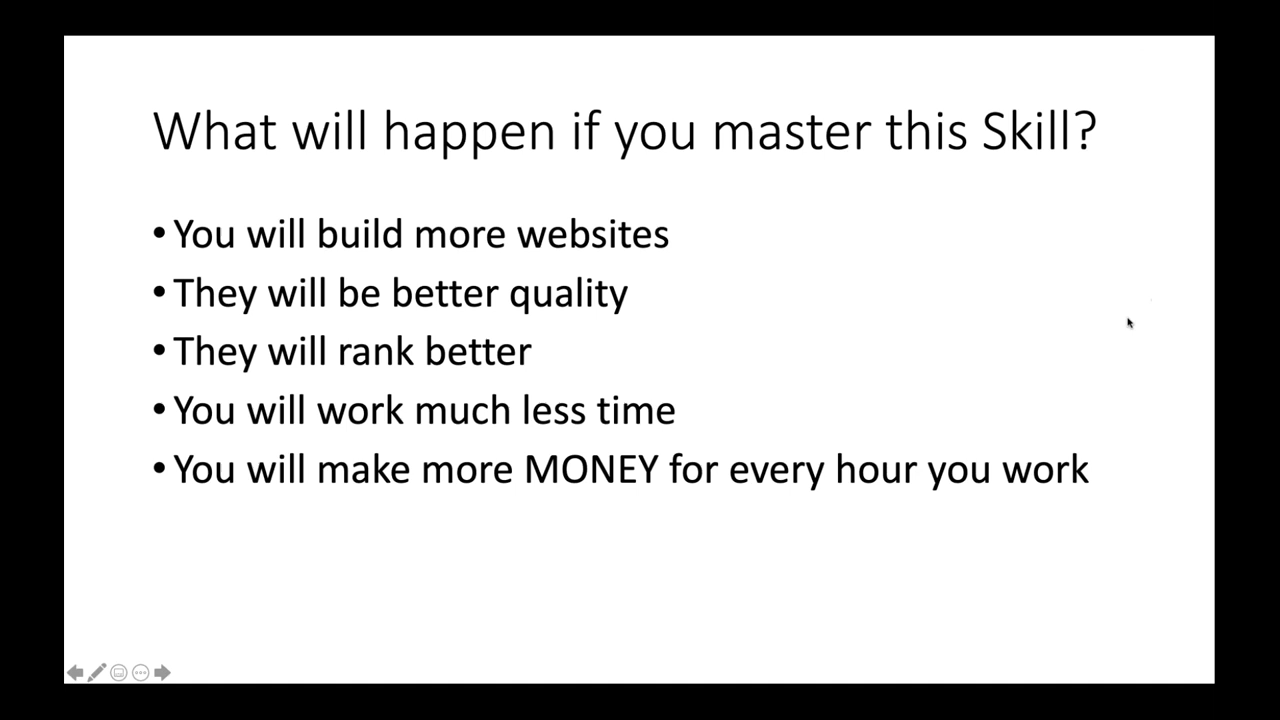 What will happen if you master this Skill?
• You will build more websites
• They will be better quality
• They will rank better
• You will work much less time
• You will make more MONEY for every hour you work